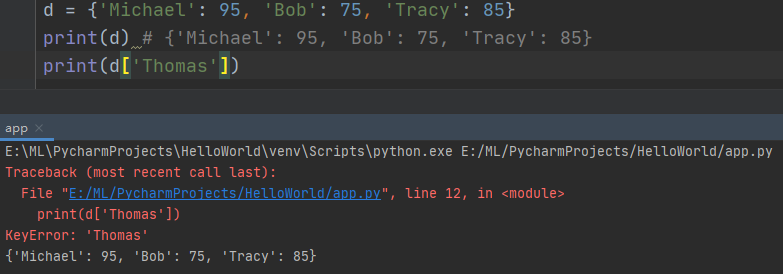 d = {'Michael': 95, 'Bob': 75, 'Tracy': 85}
print(d) # {'Michael': 95, 'Bob': 75, 'Tracy': 85}
print(d['Thomas'])
app ×
E:\ML\PycharmProjects\HelloWorld\venv\Scripts\python.exe E:/ML/PycharmProjects/HelloWorld/app.py
Traceback (most recent call last):
  File "E:/ML/PycharmProjects/HelloWorld/app.py", line 12, in <module>
    print(d['Thomas'])
KeyError: 'Thomas'
{'Michael': 95, 'Bob': 75, 'Tracy': 85}